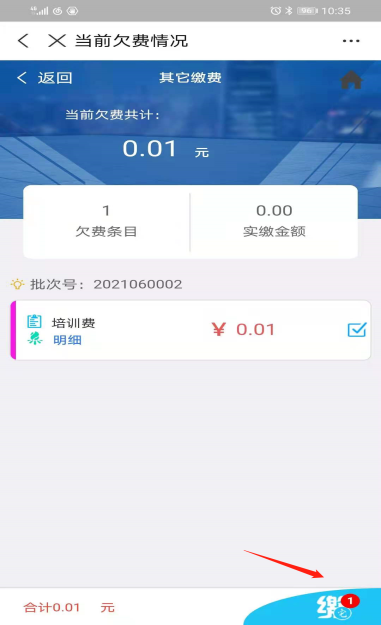 10:35
当前欠费情况
返回
其它缴费
当前欠费共计:
0.01 元
1
欠费条目
0.00
实缴金额
批次号: 2021060002
培训费
¥ 0.01
明细
合计0.01 元
缴
1